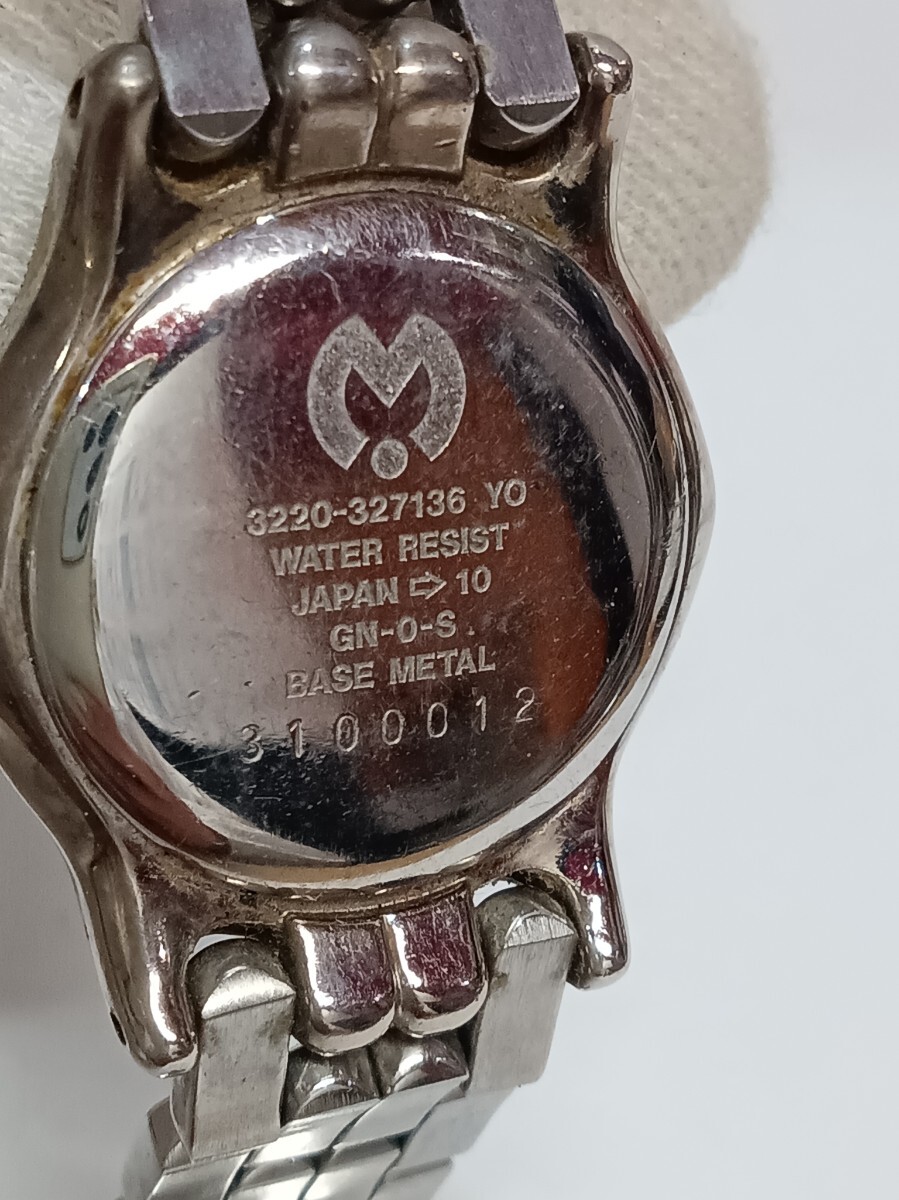 3220-327136 YO
WATER RESIST
JAPAN ⇨ 10
GN-0-S
BASE METAL
3100012